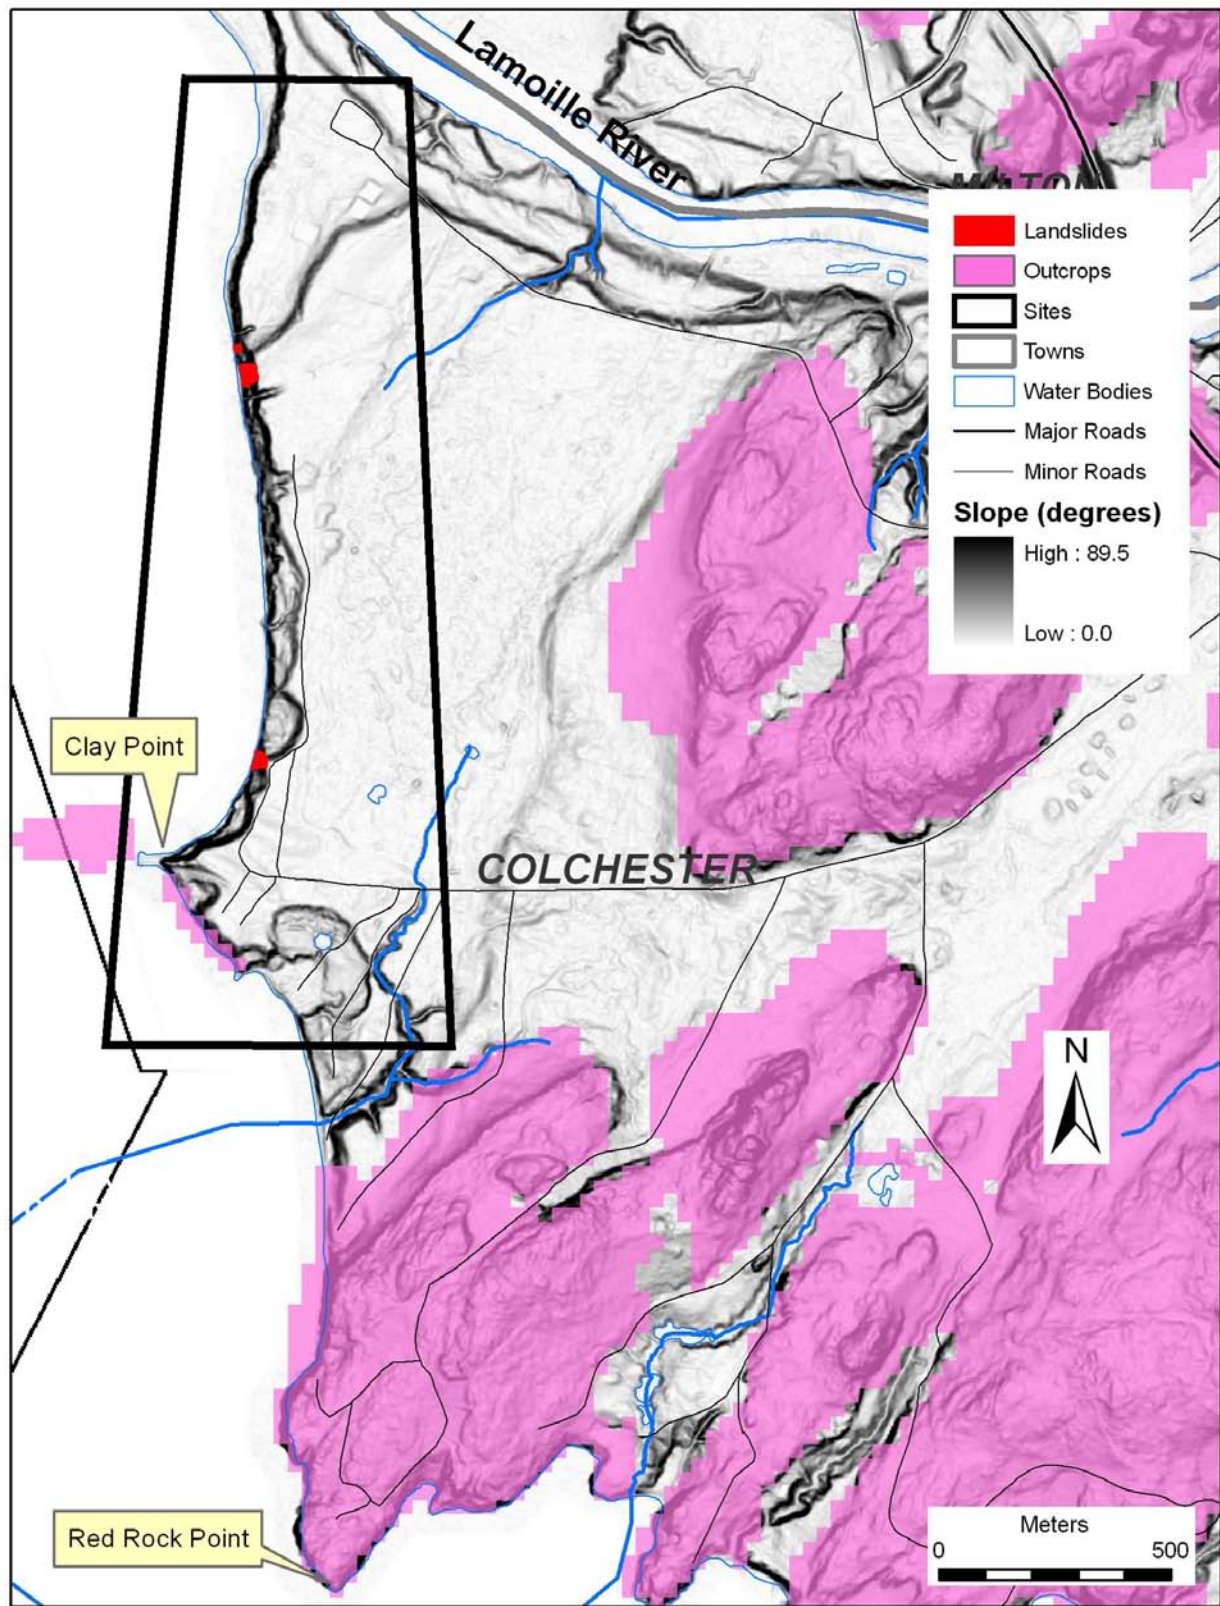 Lamoille River
MILTON
Landslides
Outcrops
Sites
Towns
Water Bodies
Major Roads
Minor Roads
Slope (degrees)
High : 89.5
Low : 0.0
Clay Point
COLCHESTER
N
Red Rock Point
Meters
0 500